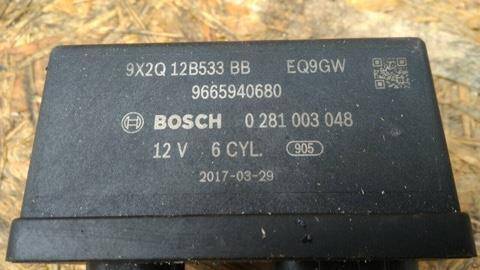 9X2Q 12B533 BB EQ9GW
9665940680
BOSCH 0 281 003 048
12 V 6 CYL. 905
2017-03-29